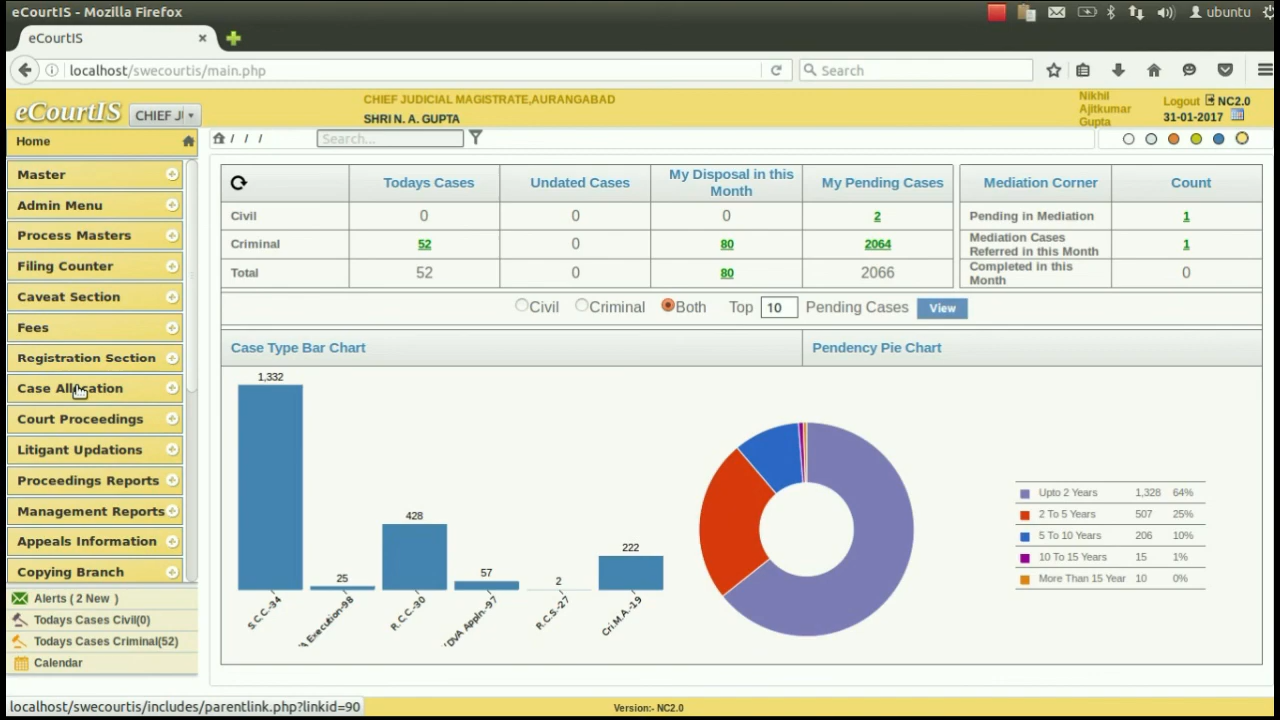 eCourtIS - Mozilla Firefox
ubuntu
eCourtIS
localhost/swecourtis/main.php
Search
eCourtIS
CHIEF JU
CHIEF JUDICIAL MAGISTRATE,AURANGABAD
SHRI N. A. GUPTA
Nikhil
Ajitkumar
Gupta
Logout NC2.0
31-01-2017
Home
/ / /
Search...
Master
Admin Menu
Process Masters
Filing Counter
Caveat Section
Fees
Registration Section
Case Allocation
Court Proceedings
Litigant Updations
Proceedings Reports
Management Reports
Appeals Information
Copying Branch
Alerts ( 2 New )
Todays Cases Civil(0)
Todays Cases Criminal(52)
Calendar
Todays Cases Undated Cases My Disposal in this Month My Pending Cases
Civil 0 0 0 2
Criminal 52 0 80 2064
Total 52 0 80 2066
Mediation Corner Count
Pending in Mediation 1
Mediation Cases Referred in this Month 1
Completed in this Month 0
Civil Criminal Both Top 10 Pending Cases View
Case Type Bar Chart
Pendency Pie Chart
1,332
25
428
57
2
222
S.C.C.-34
A Execution-98
R.C.C.-30
DVA Appln.-97
R.C.S.-27
Cri.M.A.-19
Upto 2 Years 1,328 64%
2 To 5 Years 507 25%
5 To 10 Years 206 10%
10 To 15 Years 15 1%
More Than 15 Year 10 0%
localhost/swecourtis/includes/parentlink.php?linkid=90
Version:- NC2.0